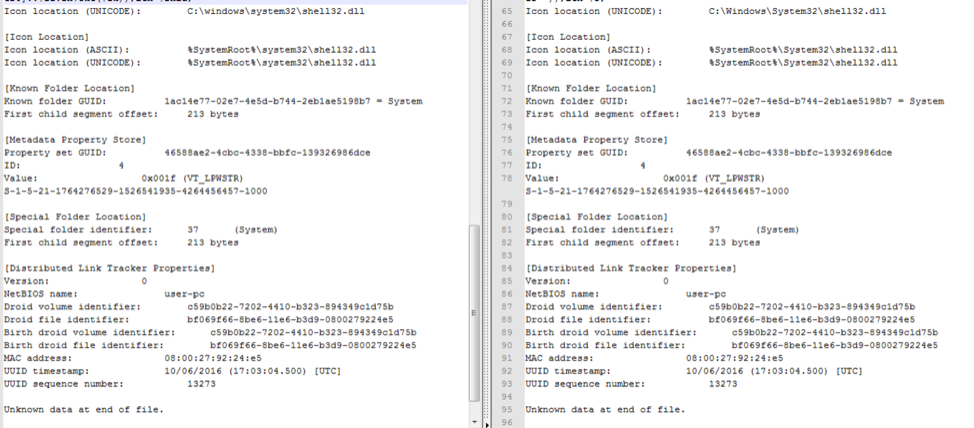 Icon location (UNICODE): C:\windows\system32\shell32.dll
[Icon Location]
Icon location (ASCII): %SystemRoot%\system32\shell32.dll
Icon location (UNICODE): %SystemRoot%\system32\shell32.dll
[Known Folder Location]
Known folder GUID: 1ac14e77-02e7-4e5d-b744-2eb1ae5198b7 = System
First child segment offset: 213 bytes
[Metadata Property Store]
Property set GUID: 46588ae2-4cbc-4338-bbfc-139326986dce
ID: 4
Value: 0x001f (VT_LPWSTR)
S-1-5-21-1764276529-1526541935-4264456457-1000
[Special Folder Location]
Special folder identifier: 37 (System)
First child segment offset: 213 bytes
[Distributed Link Tracker Properties]
Version: 0
NetBIOS name: user-pc
Droid volume identifier: c59b0b22-7202-4410-b323-894349c1d75b
Droid file identifier: bf069f66-8be6-11e6-b3d9-0800279224e5
Birth droid volume identifier: c59b0b22-7202-4410-b323-894349c1d75b
Birth droid file identifier: bf069f66-8be6-11e6-b3d9-0800279224e5
MAC address: 08:00:27:92:24:e5
UUID timestamp: 10/06/2016 (17:03:04.500) [UTC]
UUID sequence number: 13273
Unknown data at end of file.
65 Icon location (UNICODE): C:\Windows\System32\shell32.dll
66
67 [Icon Location]
68 Icon location (ASCII): %SystemRoot%\System32\shell32.dll
69 Icon location (UNICODE): %SystemRoot%\System32\shell32.dll
70
71 [Known Folder Location]
72 Known folder GUID: 1ac14e77-02e7-4e5d-b744-2eb1ae5198b7 = System
73 First child segment offset: 213 bytes
74
75 [Metadata Property Store]
76 Property set GUID: 46588ae2-4cbc-4338-bbfc-139326986dce
77 ID: 4
78 Value: 0x001f (VT_LPWSTR)
S-1-5-21-1764276529-1526541935-4264456457-1000
79
80 [Special Folder Location]
81 Special folder identifier: 37 (System)
82 First child segment offset: 213 bytes
83
84 [Distributed Link Tracker Properties]
85 Version: 0
86 NetBIOS name: user-pc
87 Droid volume identifier: c59b0b22-7202-4410-b323-894349c1d75b
88 Droid file identifier: bf069f66-8be6-11e6-b3d9-0800279224e5
89 Birth droid volume identifier: c59b0b22-7202-4410-b323-894349c1d75b
90 Birth droid file identifier: bf069f66-8be6-11e6-b3d9-0800279224e5
91 MAC address: 08:00:27:92:24:e5
92 UUID timestamp: 10/06/2016 (17:03:04.500) [UTC]
93 UUID sequence number: 13273
94
95 Unknown data at end of file.
96